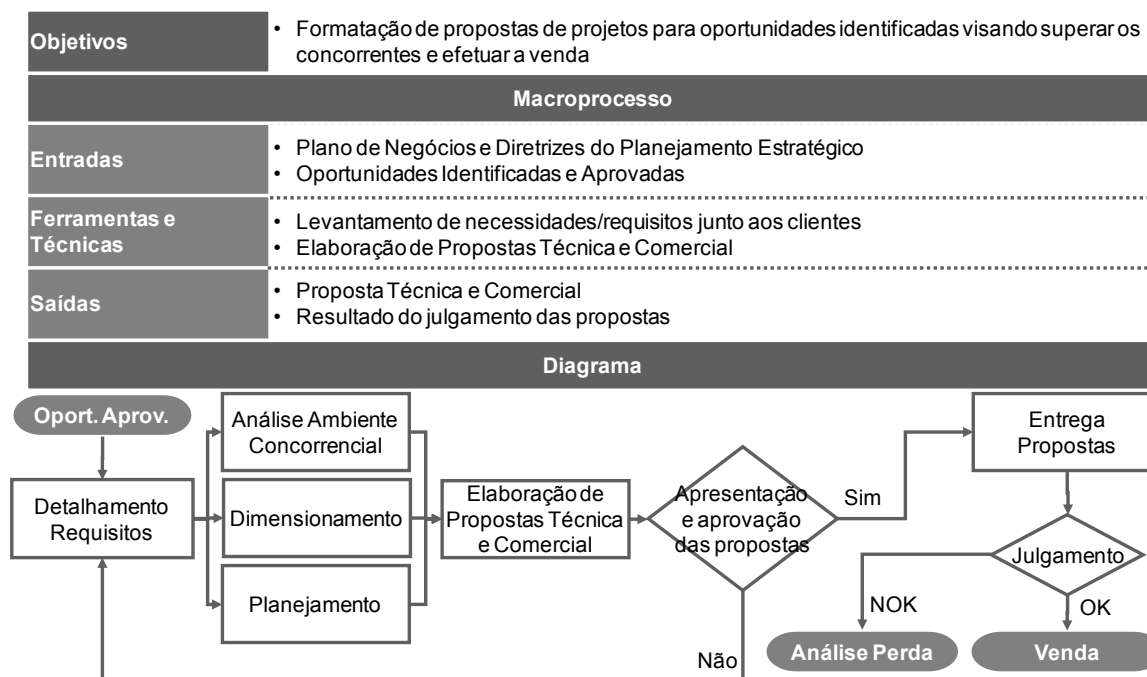 Objetivos
• Formatação de propostas de projetos para oportunidades identificadas visando superar os
concorrentes e efetuar a venda
Macroprocesso
Entradas
• Plano de Negócios e Diretrizes do Planejamento Estratégico
• Oportunidades Identificadas e Aprovadas
Ferramentas e
Técnicas
• Levantamento de necessidades/requisitos junto aos clientes
• Elaboração de Propostas Técnica e Comercial
Saídas
• Proposta Técnica e Comercial
• Resultado do julgamento das propostas
Diagrama
Oport. Aprov.
Detalhamento
Requisitos
Análise Ambiente
Concorrencial
Dimensionamento
Planejamento
Elaboração de
Propostas Técnica
e Comercial
Apresentação
e aprovação
das propostas
Sim
Não
Entrega
Propostas
Julgamento
NOK
OK
Análise Perda
Venda